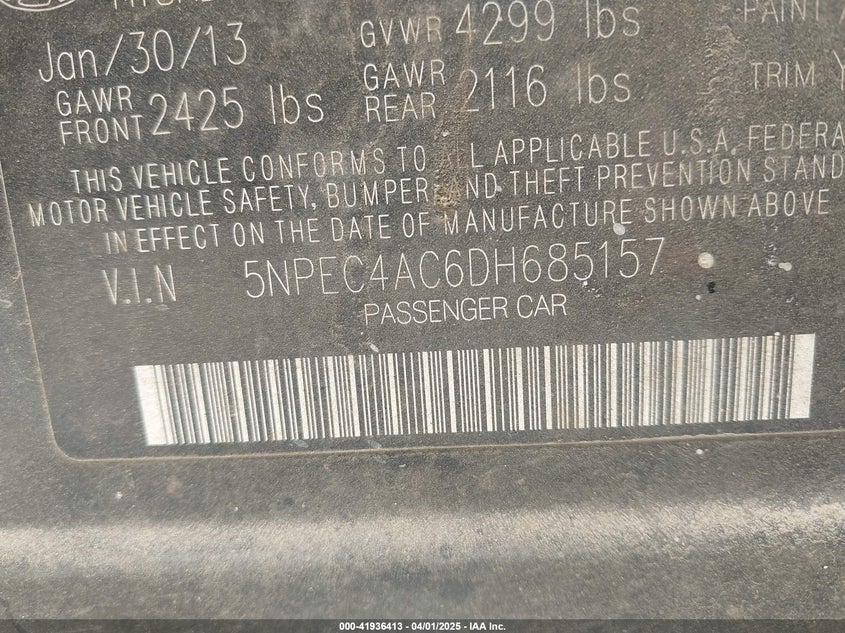 Jan/30/13 GVWR 4299 lbs PAINT
GAWR FRONT 2425 lbs GAWR REAR 2116 lbs TRIM
THIS VEHICLE CONFORMS TO APPLICABLE U.S.A. FEDERA
MOTOR VEHICLE SAFETY, BUMPER AND THEFT PREVENTION STAND
IN EFFECT ON THE DATE OF MANUFACTURE SHOWN ABOVE
V.I.N 5NPEC4AC6DH685157
PASSENGER CAR
000-41936413 - 04/01/2025 - IAA Inc.